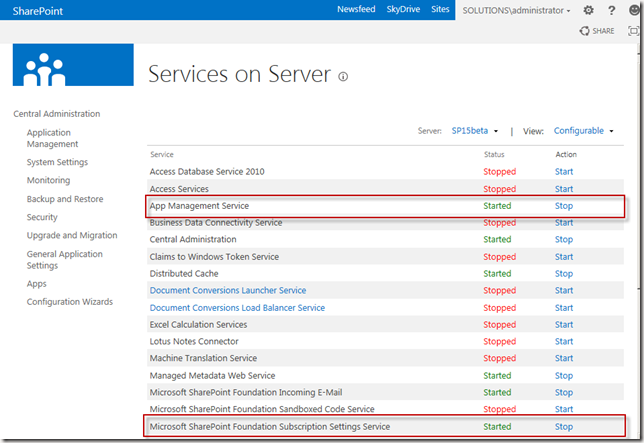 SharePoint Newsfeed SkyDrive Sites SOLUTIONS\administrator ?
SHARE
Services on Server
Central Administration
Application
Management
System Settings
Monitoring
Backup and Restore
Security
Upgrade and Migration
General Application
Settings
Apps
Configuration Wizards
Server: SP15beta | View: Configurable
Service Status Action
Access Database Service 2010 Stopped Start
Access Services Stopped Start
App Management Service Started Stop
Business Data Connectivity Service Stopped Start
Central Administration Started Stop
Claims to Windows Token Service Stopped Start
Distributed Cache Started Stop
Document Conversions Launcher Service Stopped Start
Document Conversions Load Balancer Service Stopped Start
Excel Calculation Services Stopped Start
Lotus Notes Connector Stopped Start
Machine Translation Service Stopped Start
Managed Metadata Web Service Started Stop
Microsoft SharePoint Foundation Incoming E-Mail Started Stop
Microsoft SharePoint Foundation Sandboxed Code Service Stopped Start
Microsoft SharePoint Foundation Subscription Settings Service Started Stop